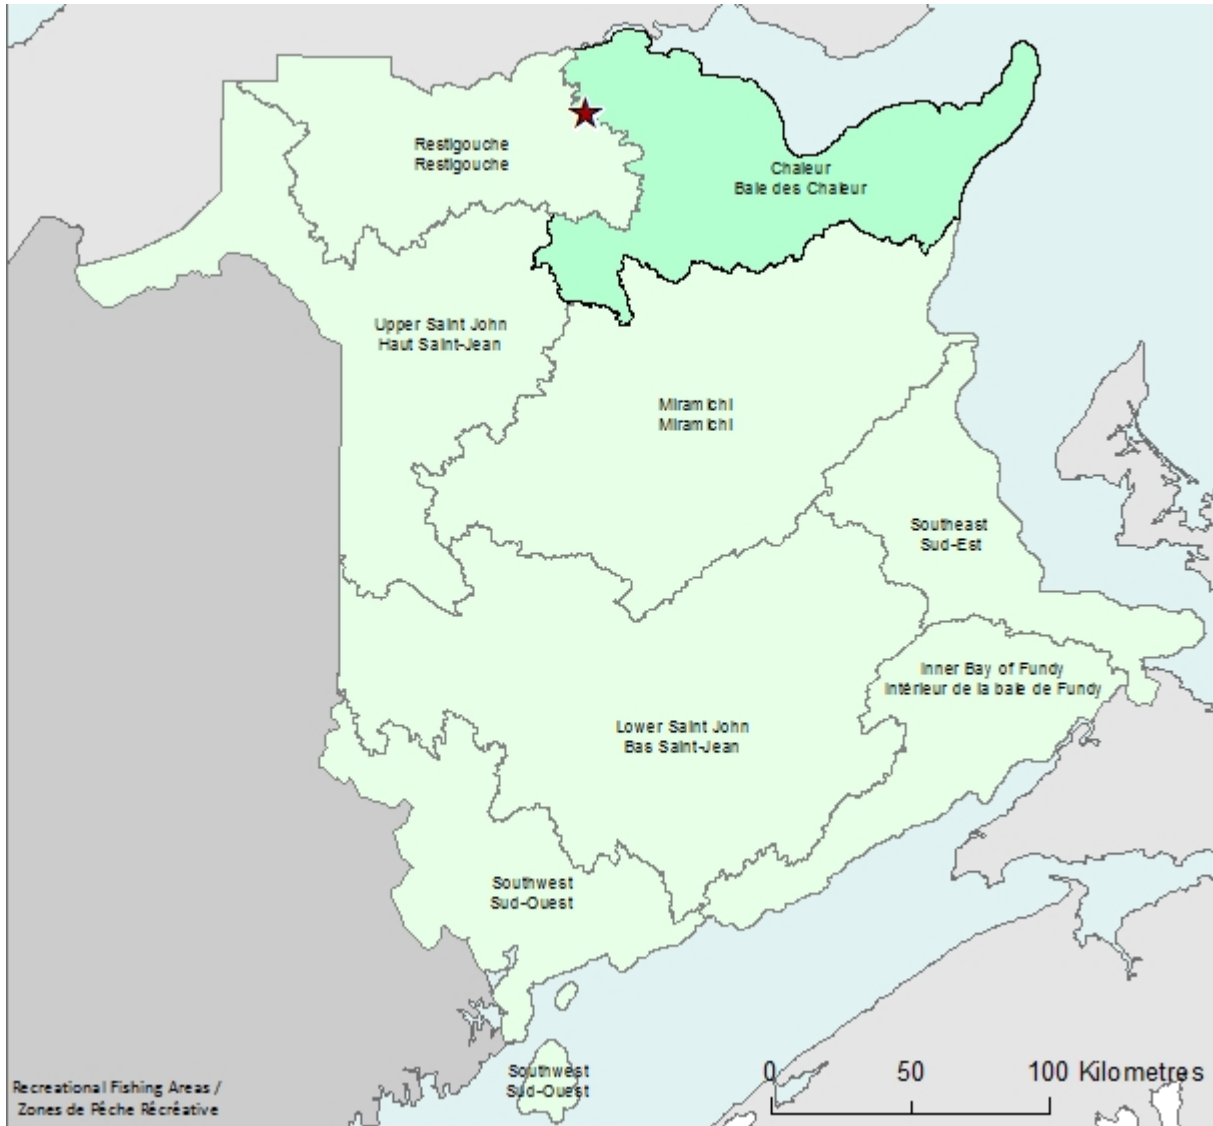 Restigouche
Restigouche
Chaleur
Baie des Chaleur
Upper Saint John
Haut Saint-Jean
Miramichi
Miramichi
Southeast
Sud-Est
Inner Bay of Fundy
Intérieur de la baie de Fundy
Lower Saint John
Bas Saint-Jean
Southwest
Sud-Ouest
Southwest
Sud-Ouest
0 50 100 Kilometres
Recreational Fishing Areas /
Zones de Pêche Récréative